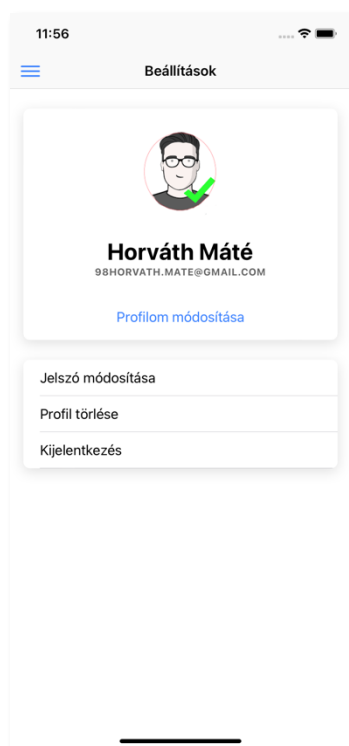 11:56
Beállítások
Horváth Máté
98HORVATH.MATE@GMAIL.COM
Profilom módosítása
Jelszó módosítása
Profil törlése
Kijelentkezés